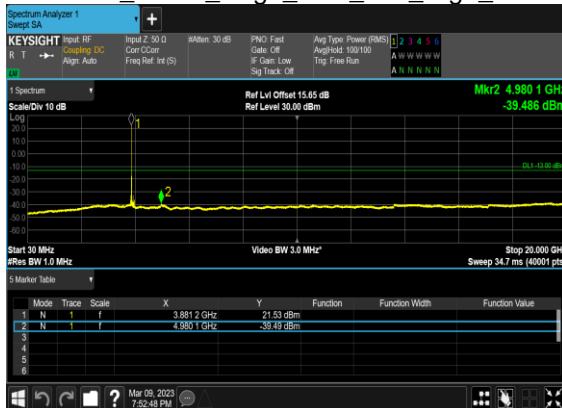 Spectrum Analyzer 1
Swept SA
+
KEYSIGHT Input: RF Input Z: 50 Ω #Atten: 30 dB PNO: Fast Avg Type: Power (RMS) 1 2 3 4 5 6
R T Coupling: DC Corr CCorr Gate: Off Avg|Hold: 100/100 A W W W W W
Align: Auto Freq Ref: Int (S) IF Gain: Low Trig: Free Run
Sig Track: Off A N N N N N
1 Spectrum Ref Lvl Offset 15.65 dB Mkr2 4.980 1 GHz
Scale/Div 10 dB Ref Level 30.00 dBm -39.486 dBm
Log
20.0
10.0
0.00
-10.0
DL1 -13.00 dBm
-20.0
-30.0
-40.0
-50.0
-60.0
1
2
Start 30 MHz Video BW 3.0 MHz* Stop 20.000 GHz
#Res BW 1.0 MHz Sweep 34.7 ms (40001 pts)
5 Marker Table
Mode Trace Scale X Y Function Function Width Function Value
1 N 1 f 3.881 2 GHz 21.53 dBm
2 N 1 f 4.980 1 GHz -39.49 dBm
3
4
5
6
? Mar 09, 2023
7:52:48 PM